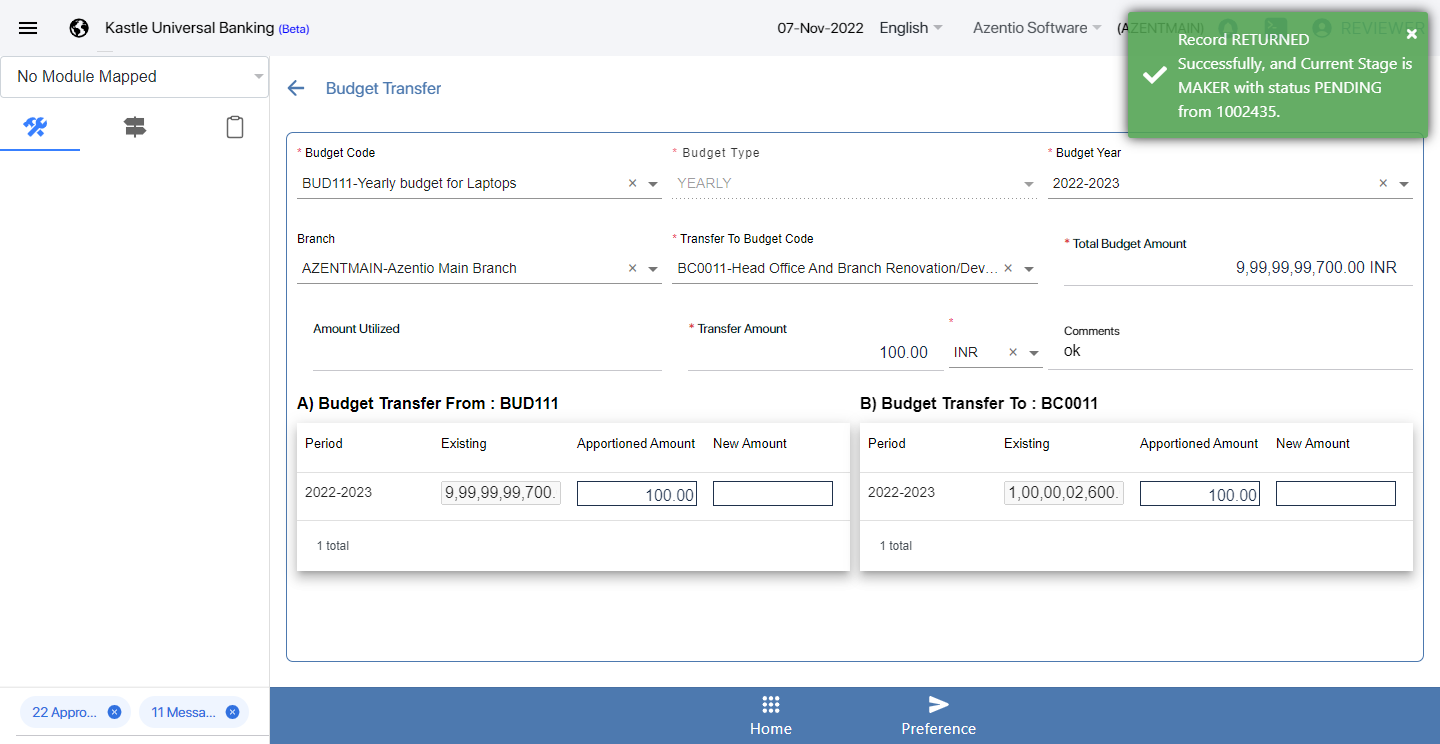 Kastle Universal Banking (Beta)
07-Nov-2022
English
Azentio Software
(AZENTMAIN)
REVIEWER
Record RETURNED
Successfully, and Current Stage is
MAKER with status PENDING
from 1002435.
No Module Mapped
Budget Transfer
* Budget Code
* Budget Type
* Budget Year
BUD111-Yearly budget for Laptops
YEARLY
2022-2023
Branch
* Transfer To Budget Code
* Total Budget Amount
AZENTMAIN-Azentio Main Branch
BC0011-Head Office And Branch Renovation/Dev...
9,99,99,99,700.00 INR
Amount Utilized
* Transfer Amount
*
Comments
100.00
INR
ok
A) Budget Transfer From : BUD111
B) Budget Transfer To : BC0011
Period Existing Apportioned Amount New Amount
Period Existing Apportioned Amount New Amount
2022-2023 9,99,99,99,700. 100.00
2022-2023 1,00,00,02,600. 100.00
1 total
1 total
22 Appro...
11 Messa...
Home
Preference